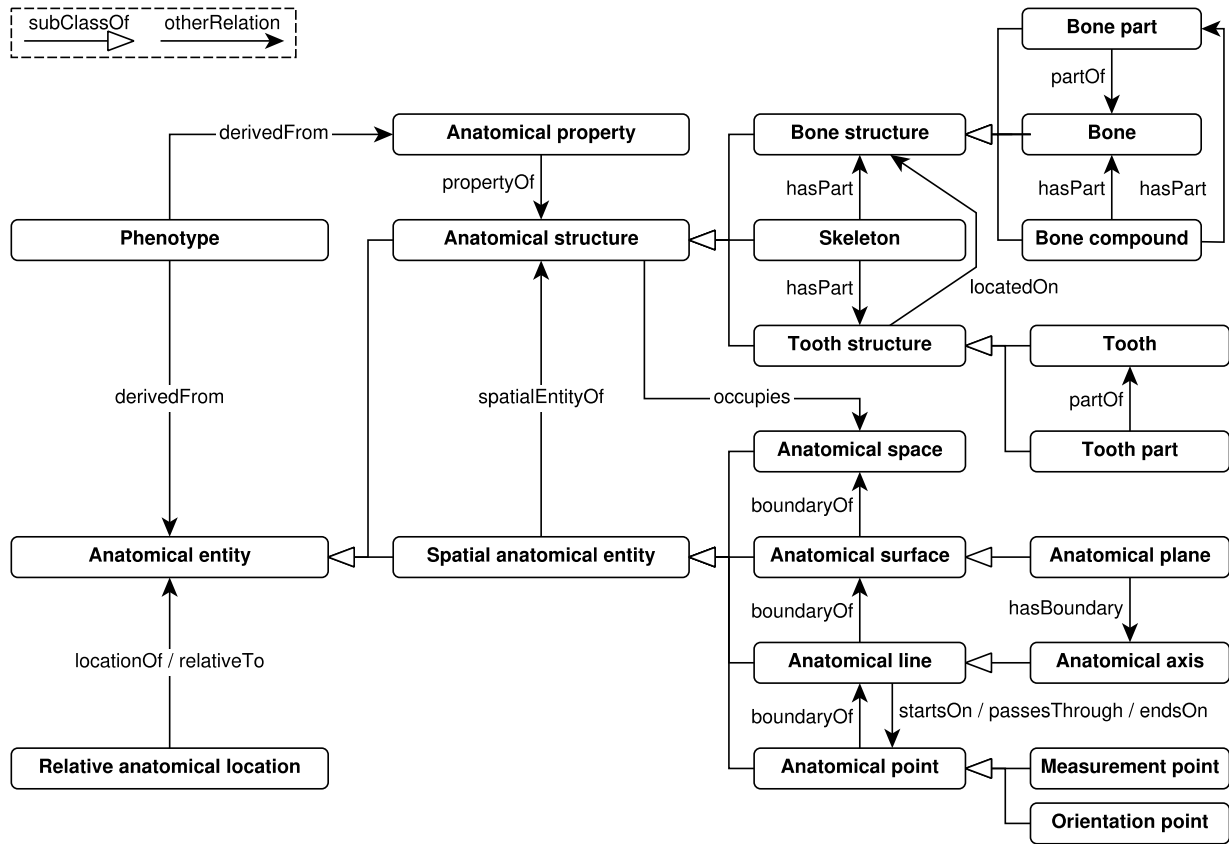 subClassOf
otherRelation
Bone part
partOf
derivedFrom
Anatomical property
Bone structure
Bone
propertyOf
hasPart
hasPart
hasPart
Phenotype
Anatomical structure
Skeleton
Bone compound
hasPart
locatedOn
Tooth structure
Tooth
derivedFrom
spatialEntityOf
occupies
partOf
Anatomical space
Tooth part
boundaryOf
Anatomical entity
Spatial anatomical entity
Anatomical surface
Anatomical plane
boundaryOf
hasBoundary
locationOf / relativeTo
Anatomical line
Anatomical axis
boundaryOf
startsOn / passesThrough / endsOn
Relative anatomical location
Anatomical point
Measurement point
Orientation point